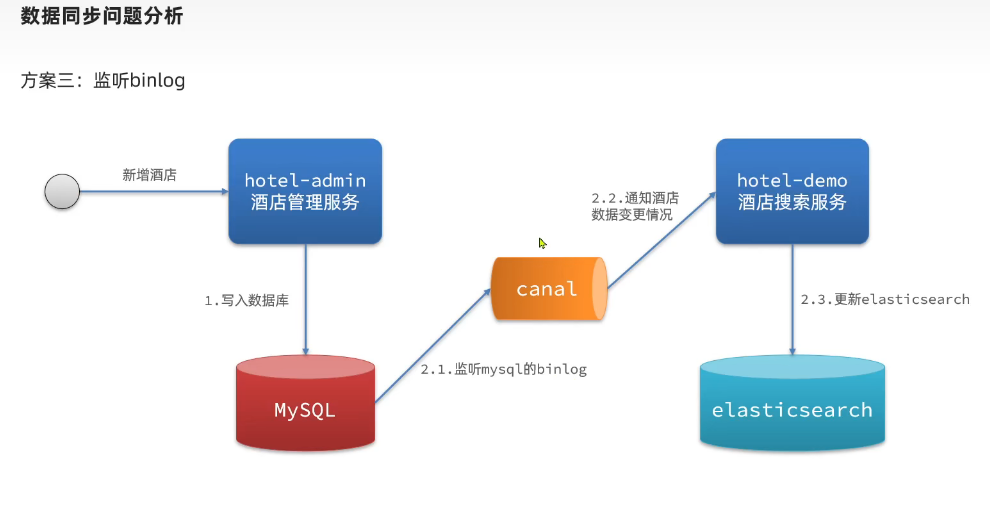 数据同步问题分析
方案三：监听binlog
新增酒店
hotel-admin
酒店管理服务
1.写入数据库
MySQL
2.1.监听mysql的binlog
canal
2.2.通知酒店
数据变更情况
hotel-demo
酒店搜索服务
2.3.更新elasticsearch
elasticsearch